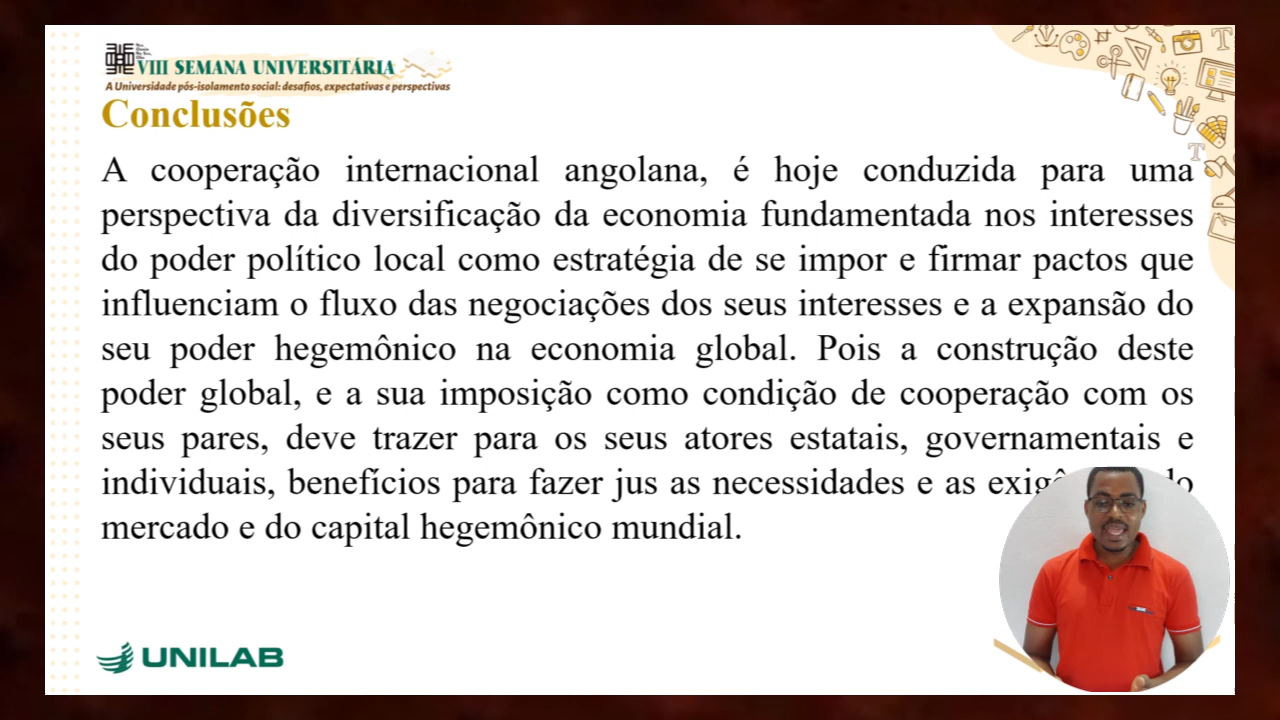 VIII SEMANA UNIVERSITÁRIA
A Universidade pós-isolamento social: desafios, expectativas e perspectivas
Conclusões
A cooperação internacional angolana, é hoje conduzida para uma
perspectiva da diversificação da economia fundamentada nos interesses
do poder político local como estratégia de se impor e firmar pactos que
influenciam o fluxo das negociações dos seus interesses e a expansão do
seu poder hegemônico na economia global. Pois a construção deste
poder global, e a sua imposição como condição de cooperação com os
seus pares, deve trazer para os seus atores estatais, governamentais e
individuais, benefícios para fazer jus as necessidades e as
mercado e do capital hegemônico mundial.
UNILAB